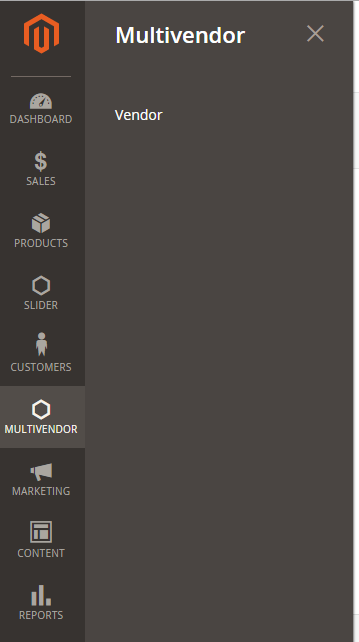 Multivendor
Vendor
DASHBOARD
$
SALES
PRODUCTS
SLIDER
CUSTOMERS
MULTIVENDOR
MARKETING
CONTENT
REPORTS